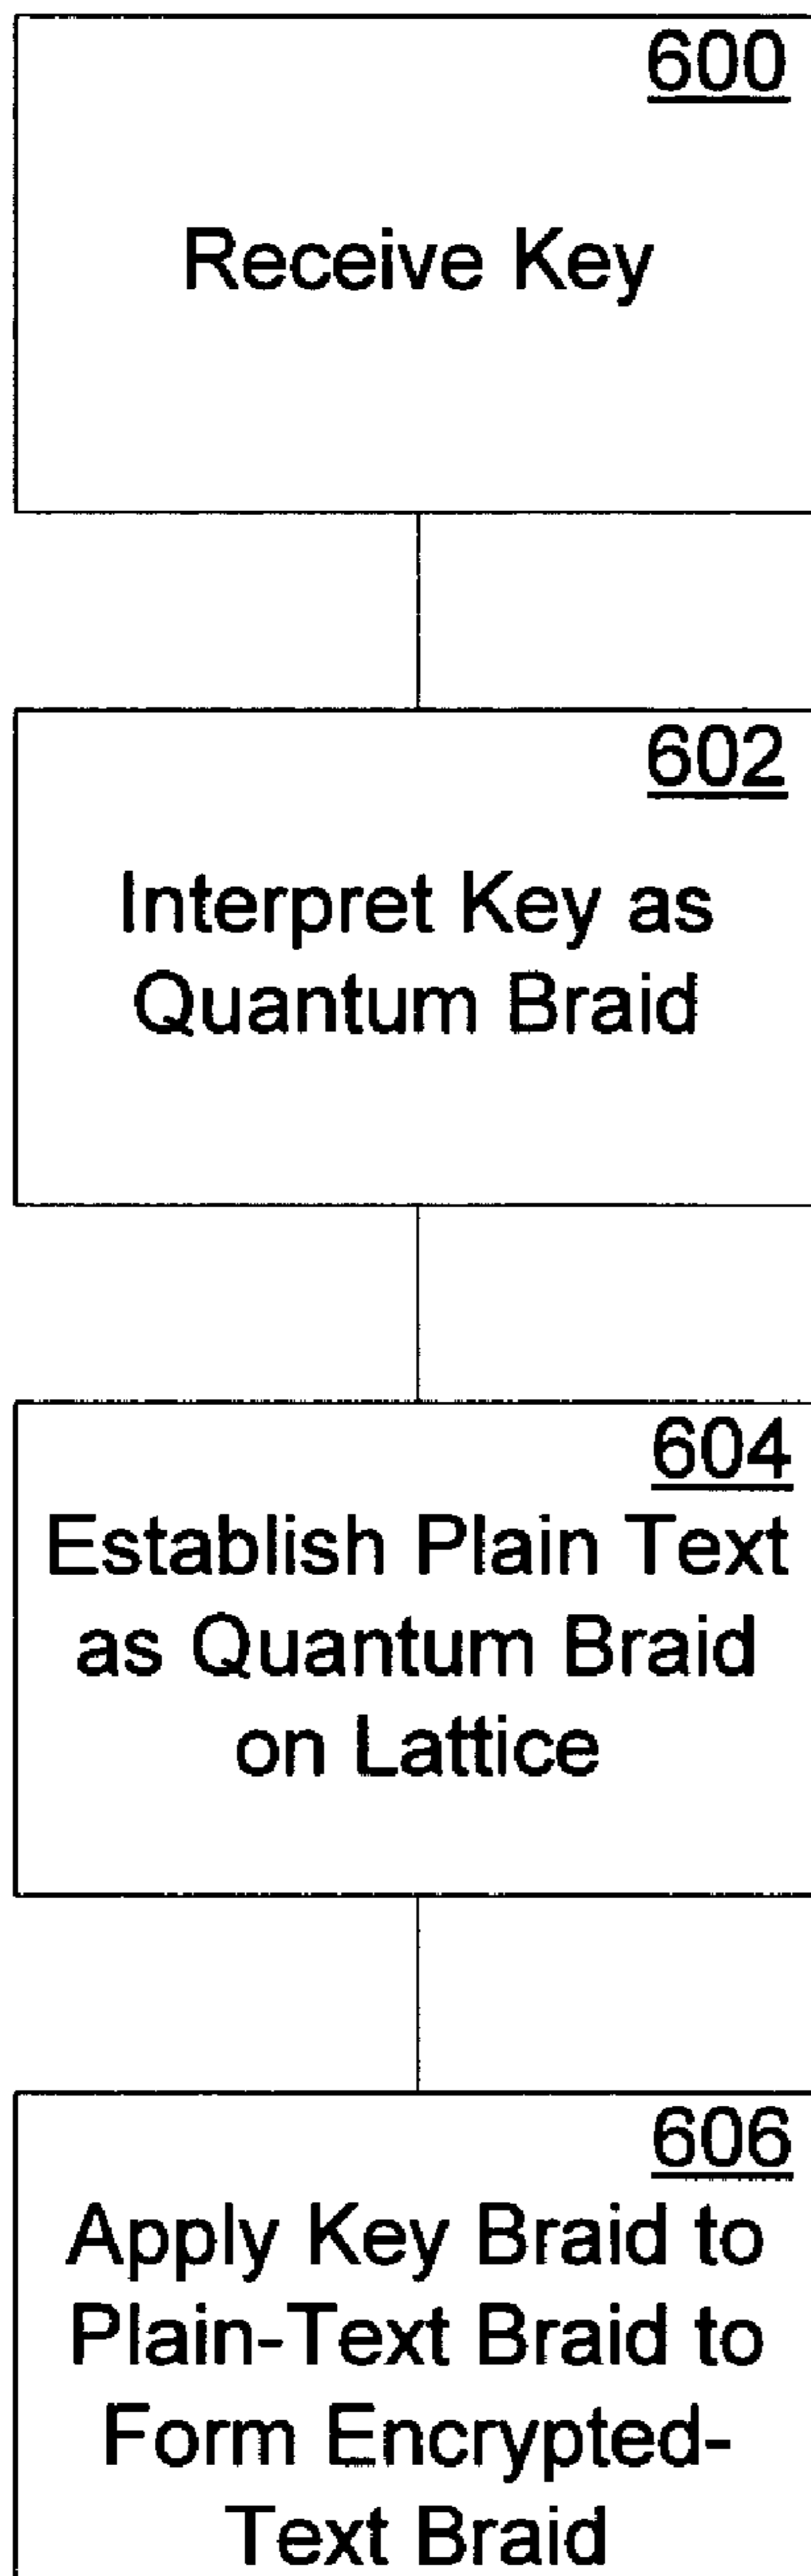 600
Receive Key
602
Interpret Key as
Quantum Braid
604
Establish Plain Text
as Quantum Braid
on Lattice
606
Apply Key Braid to
Plain-Text Braid to
Form Encrypted-
Text Braid